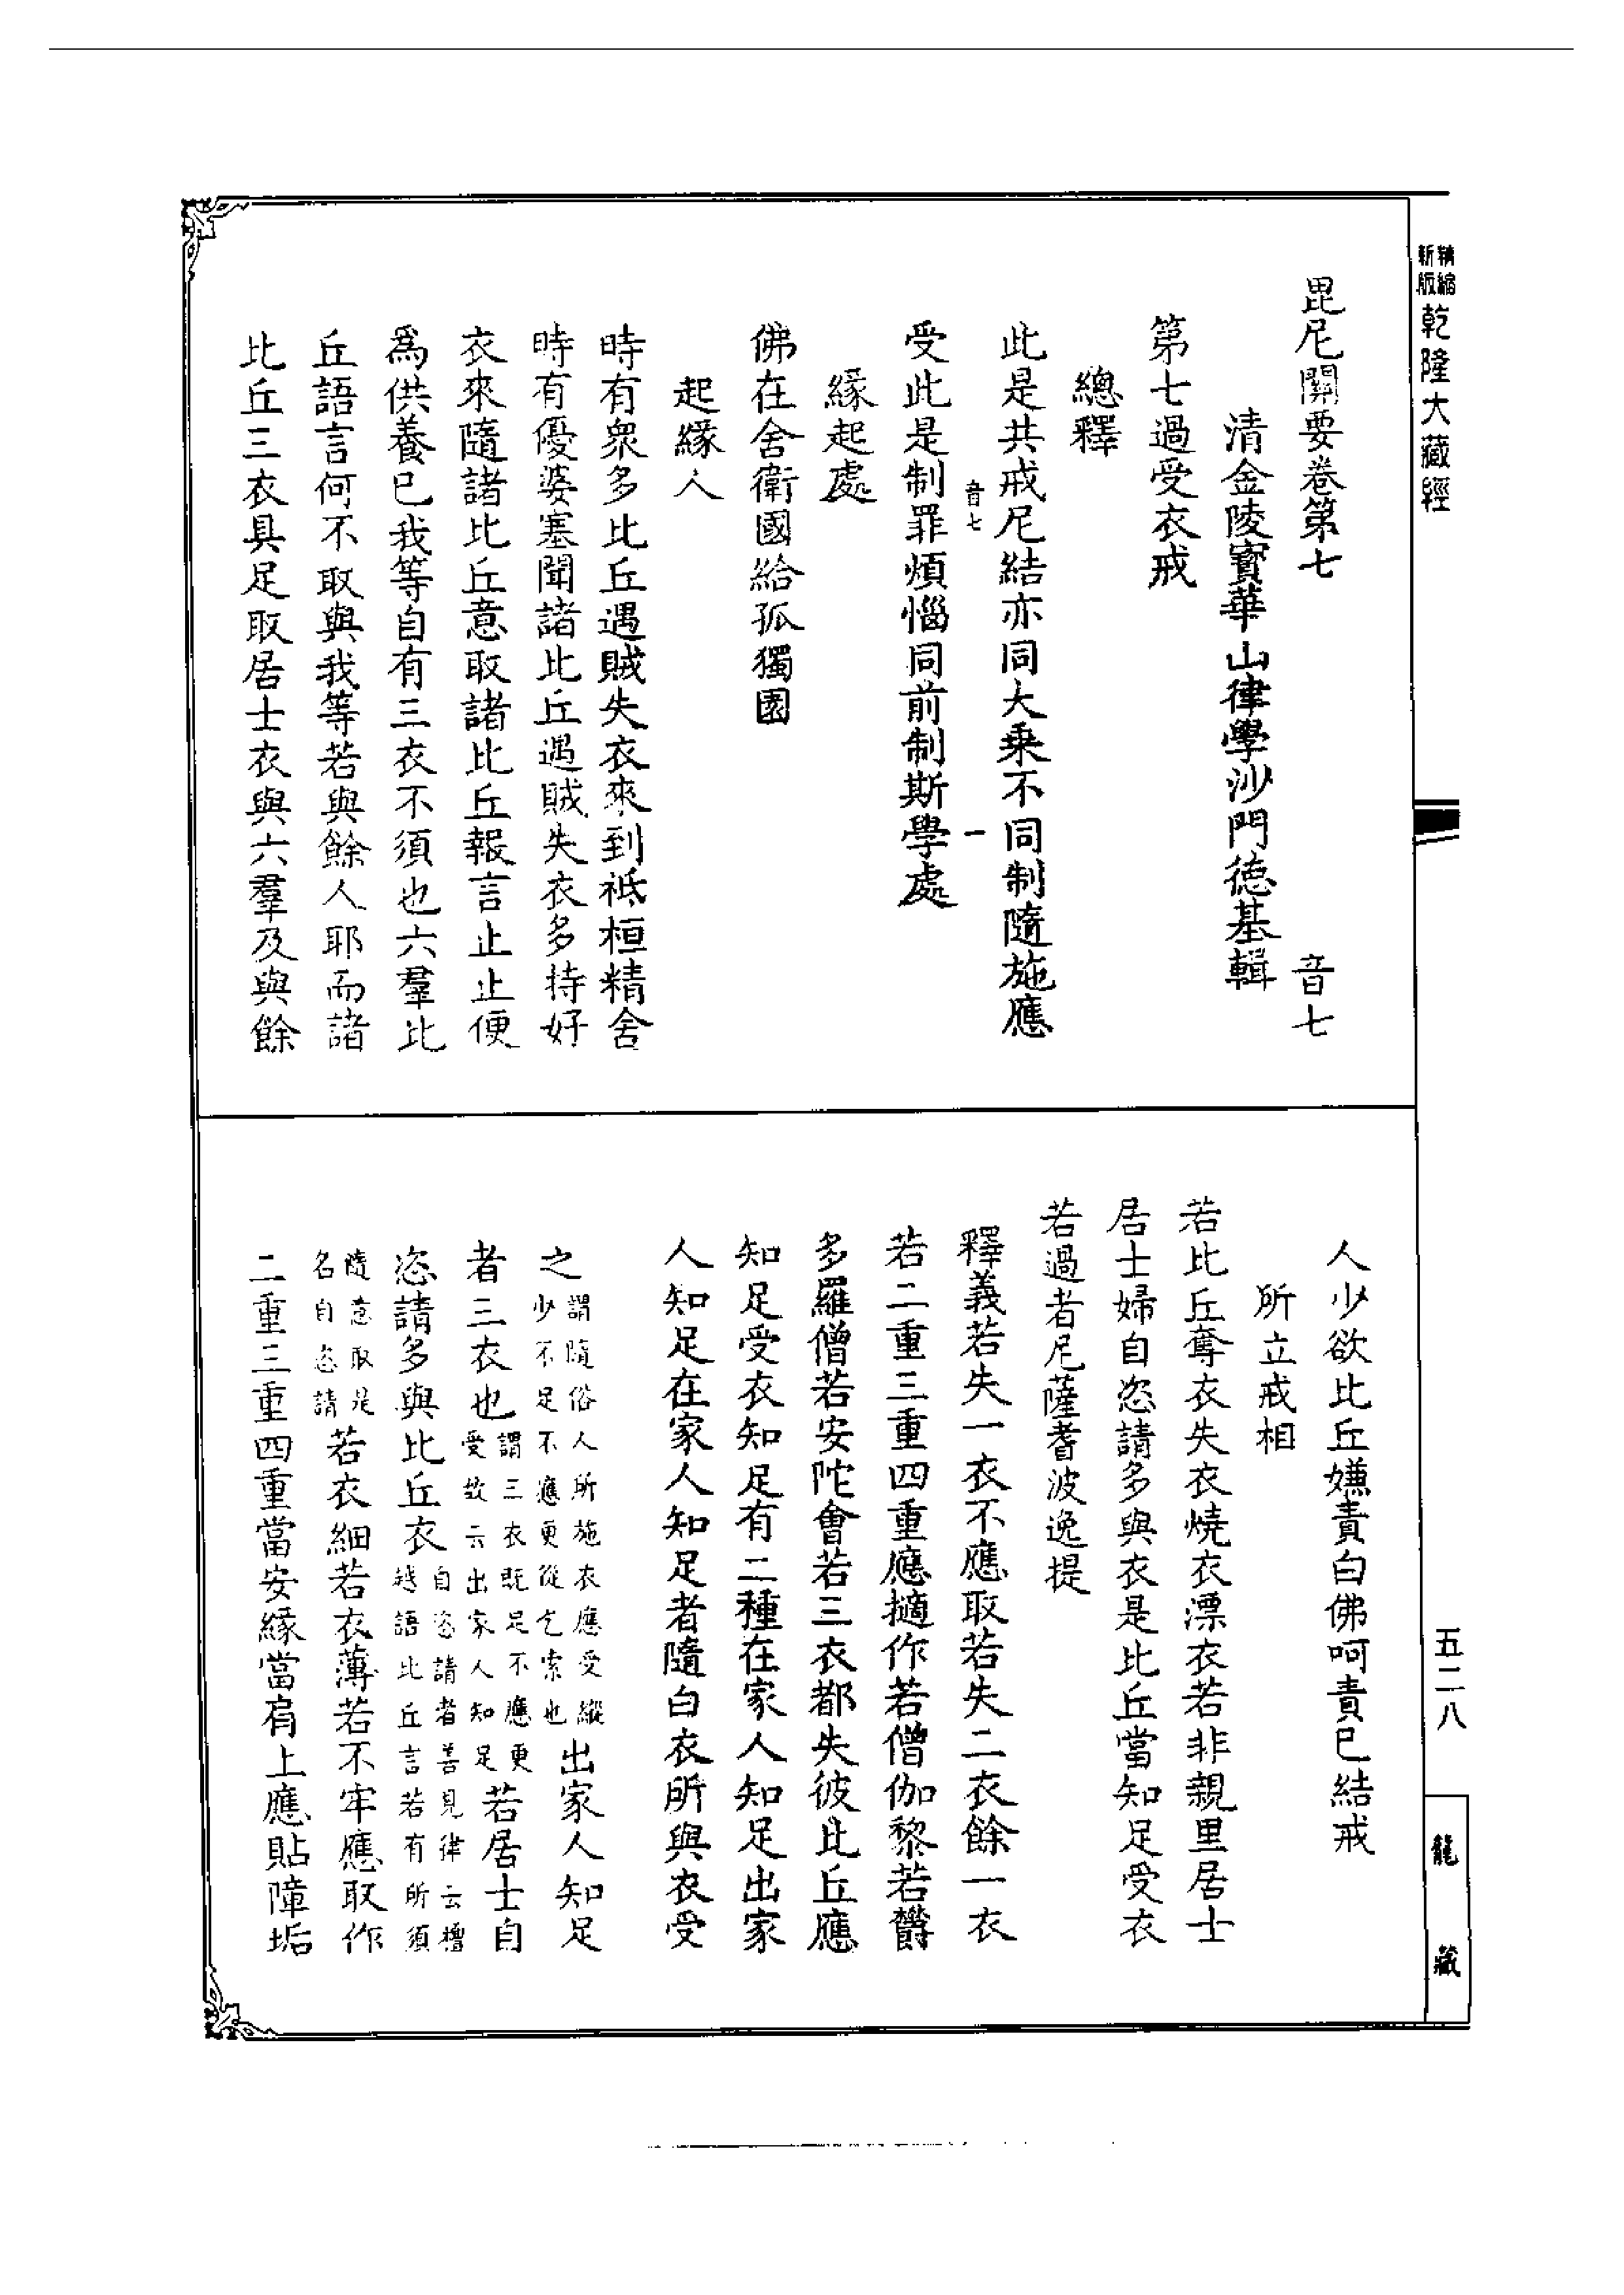 精縮新版乾隆大藏經
毘尼關要卷第七　音七
清金陵寶華山律學沙門德基輯
第七過受衣戒
總釋
此是共戒尼結亦同大乘不同制隨施應
音七　一
受此是制罪煩惱同前制斯學處
緣起處
佛在舍衛國給孤獨園
起緣人
時有眾多比丘遇賊失衣來到祗桓精舍
時有優婆塞聞諸比丘遇賊失衣多持好
衣來隨諸比丘意取諸比丘報言止止便
為供養已我等自有三衣不須也六羣比
丘語言何不取與我等若與餘人耶而諸
比丘三衣具足取居士衣與六羣及與餘
人少欲比丘嫌責白佛呵責已結戒
所立戒相
若比丘奪衣失衣燒衣漂衣若非親里居士
居士婦自恣請多與衣是比丘當知足受衣
若過者尼薩耆波逸提
釋義若失一衣不應取若失二衣餘一衣
若二重三重四重應擿作若僧伽黎若鬱
多羅僧若安陀會若三衣都失彼比丘應
知足受衣知足有二種在家人知足出家
人知足在家人知足者隨白衣所與衣受
之謂隨俗人所施衣應受縱少不足不應更從乞索也出家人知足
者三衣也謂三衣既足不應更受故云出家人知足若居士自
恣請多與比丘衣自恣請者善見律云檀越語比丘言若有所須
隨意取是名自恣請若衣細若衣薄若不牢應取作
二重三重四重當安緣當肩上應貼障垢
五二八
龍藏